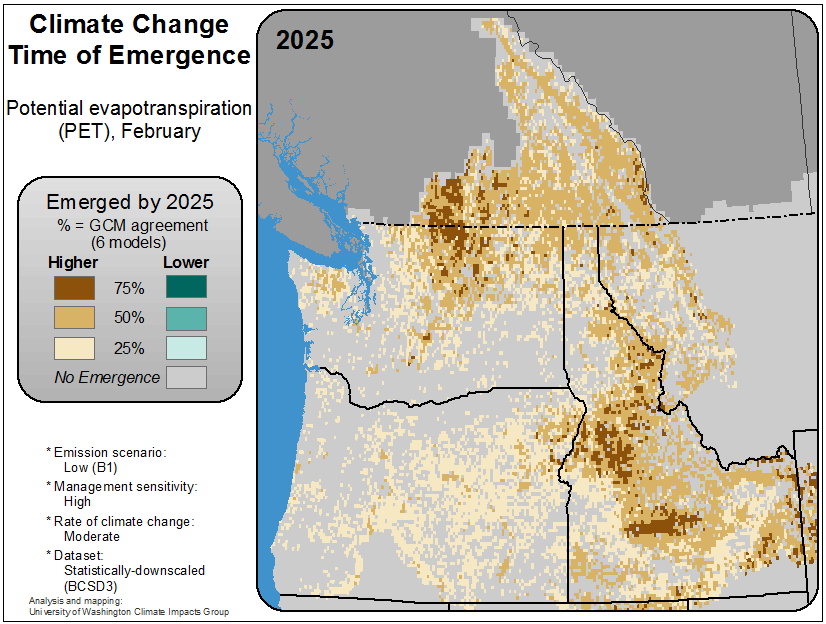 Climate Change
Time of Emergence
Potential evapotranspiration
(PET), February
Emerged by 2025
% = GCM agreement
(6 models)
Higher Lower
75%
50%
25%
No Emergence
* Emission scenario:
Low (B1)
* Management sensitivity:
High
* Rate of climate change:
Moderate
* Dataset:
Statistically-downscaled
(BCSD3)
Analysis and mapping:
University of Washington Climate Impacts Group
2025